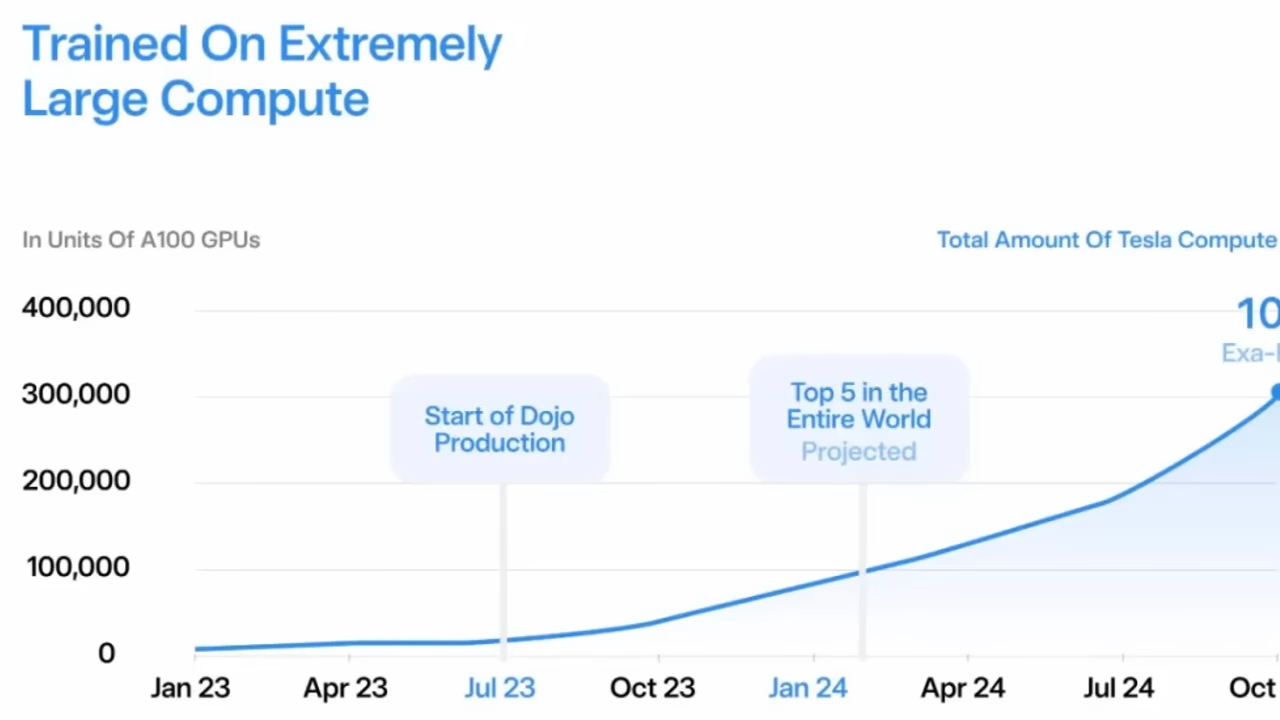 Trained On Extremely
Large Compute
In Units Of A100 GPUs
Total Amount Of Tesla Compute
400,000
300,000
200,000
100,000
0
10
Exa-
Start of Dojo
Production
Top 5 in the
Entire World
Projected
Jan 23
Apr 23
Jul 23
Oct 23
Jan 24
Apr 24
Jul 24
Oct